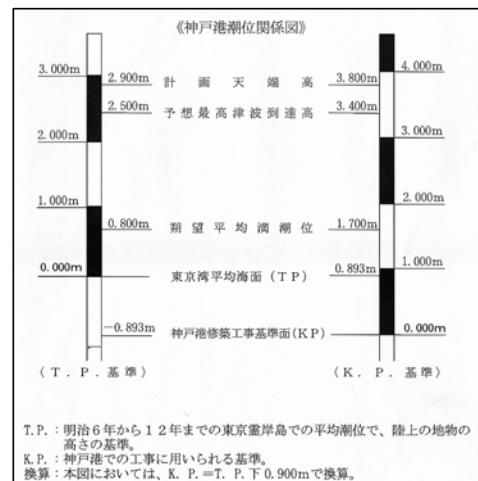 《神戸港潮位関係図》
3.000m
2.900m 計画天端高 3.800m
4.000m
2.500m 予想最高津波到達高 3.400m
2.000m
3.000m
1.000m
2.000m
0.800m 朔望平均満潮位 1.700m
0.000m
東京湾平均海面(TP) 0.893m
1.000m
-0.893m 神戸港修築工事基準面(KP)
0.000m
〈T.P.基準〉 〈K.P.基準〉
T.P.:明治6年から12年までの東京霊岸島での平均潮位で、陸上の地物の
高さの基準。
K.P.:神戸港での工事に用いられる基準。
換算:本図においては、K.P.=T.P.下0.900mで換算。